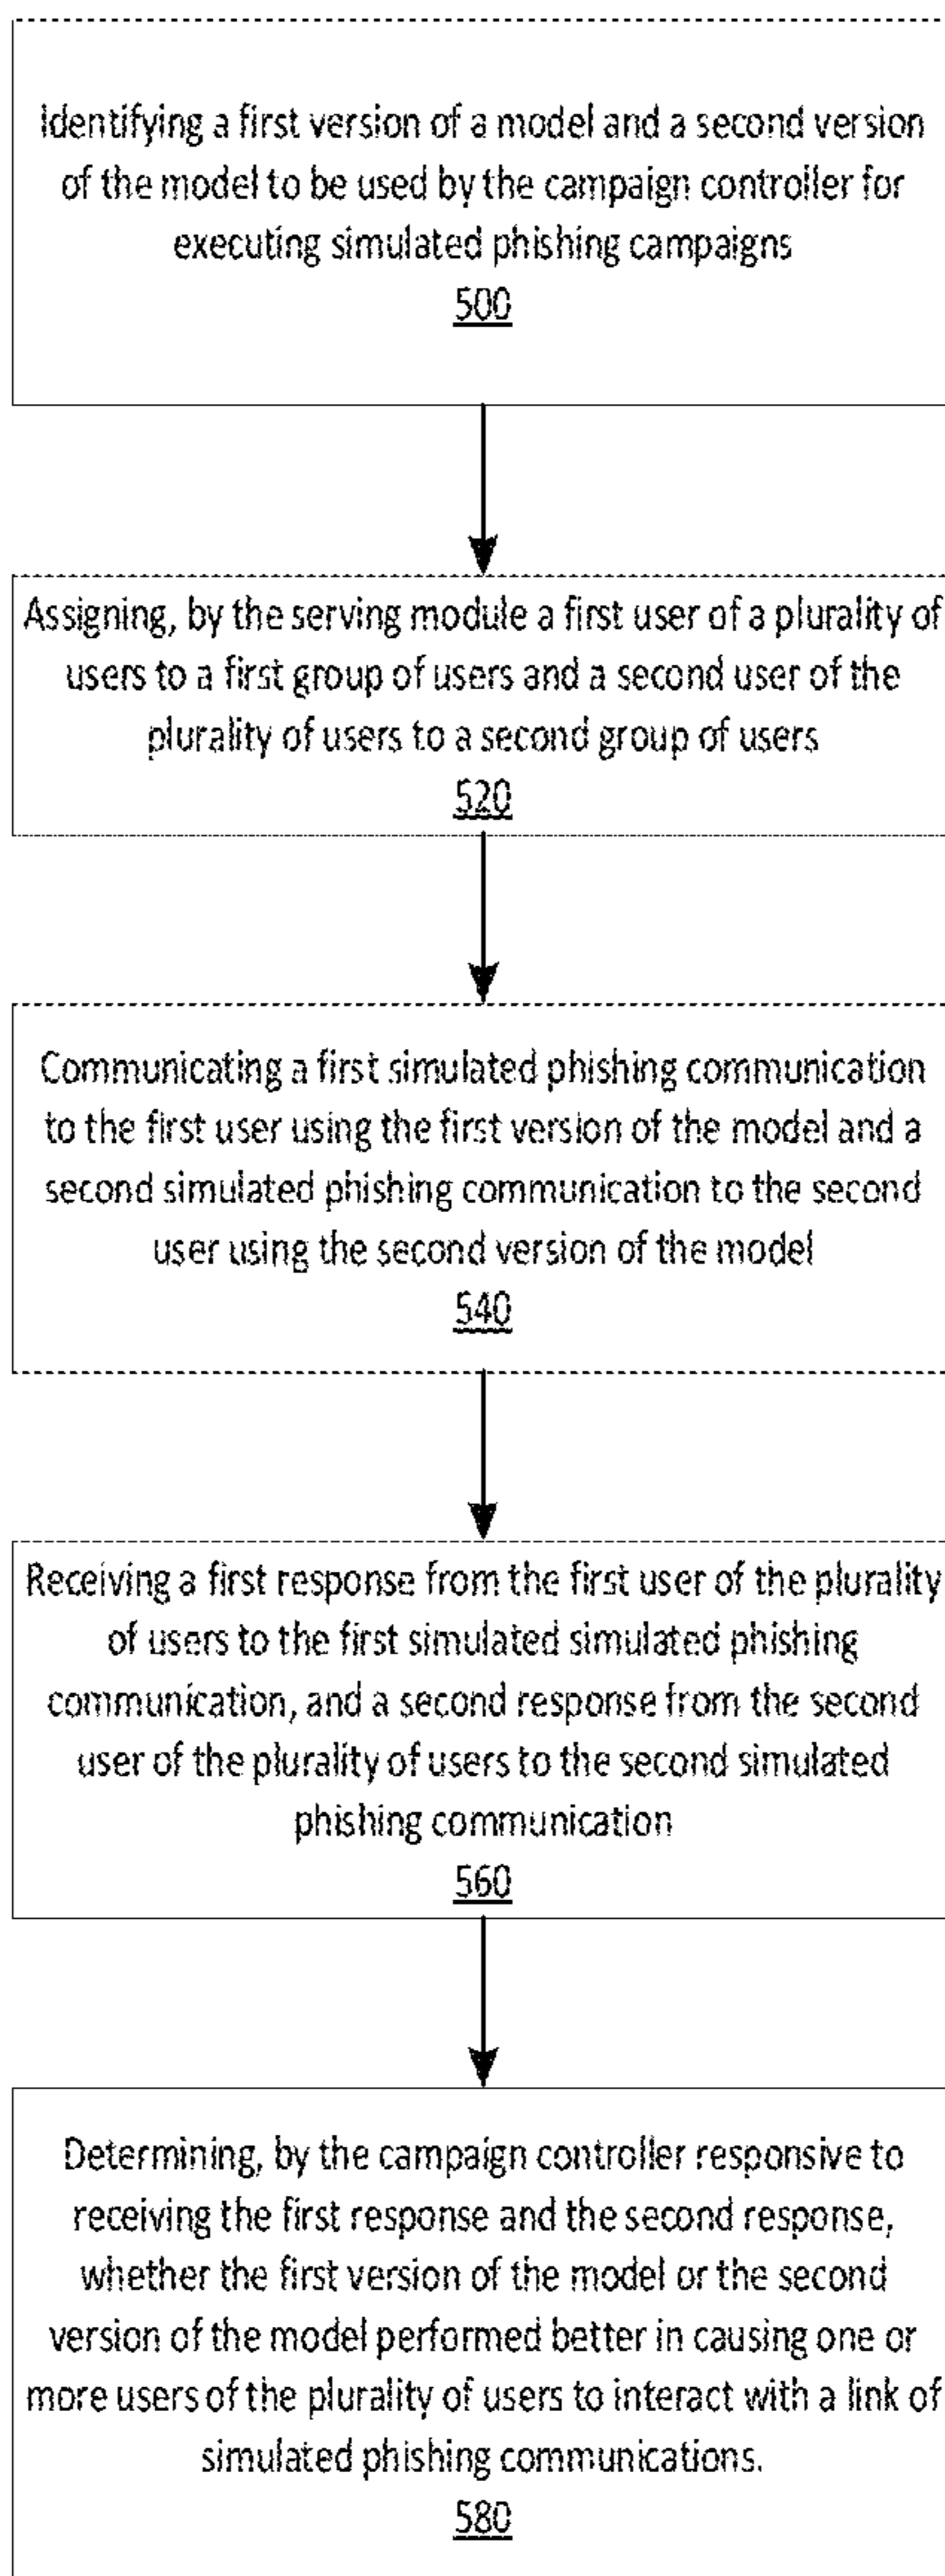 Identifying a first version of a model and a second version
of the model to be used by the campaign controller for
executing simulated phishing campaigns
500
Assigning, by the serving module a first user of a plurality of
users to a first group of users and a second user of the
plurality of users to a second group of users
520
Communicating a first simulated phishing communication
to the first user using the first version of the model and a
second simulated phishing communication to the second
user using the second version of the model
540
Receiving a first response from the first user of the plurality
of users to the first simulated simulated phishing
communication, and a second response from the second
user of the plurality of users to the second simulated
phishing communication
560
Determining, by the campaign controller responsive to
receiving the first response and the second response,
whether the first version of the model or the second
version of the model performed better in causing one or
more users of the plurality of users to interact with a link of
simulated phishing communications.
580